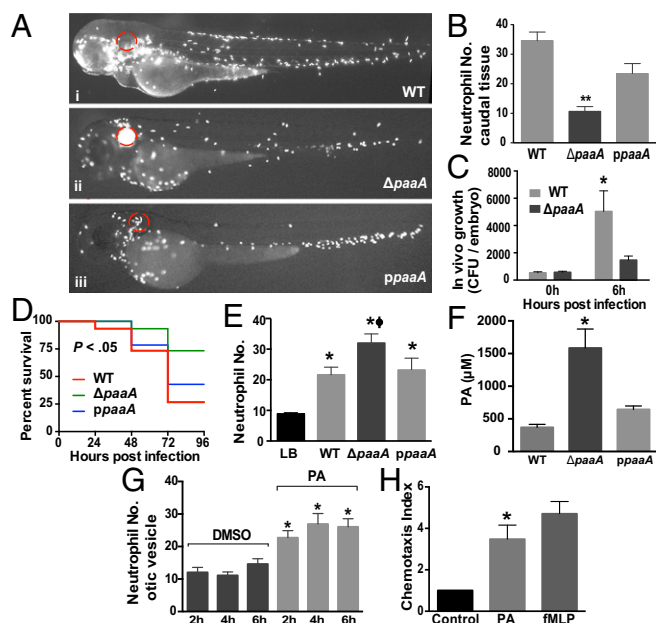 A
i
WT
ii
ΔpaaA
iii
ppaaA
B
Neutrophil No.
caudal tissue
40
30
20
10
0
**
WT ΔpaaA ppaaA
C
In vivo growth
(CFU / embryo)
8000
6000
4000
2000
0
WT
ΔpaaA
*
0h 6h
Hours post infection
D
Percent survival
100
75
50
25
0
P < .05
WT
ΔpaaA
ppaaA
0 24 48 72 96
Hours post infection
E
Neutrophil No.
40
30
20
10
0
* *ϕ *
LB WT ΔpaaA ppaaA
F
PA (μM)
2000
1500
1000
500
0
*
WT ΔpaaA ppaaA
G
Neutrophil No.
otic vesicle
40
30
20
10
0
DMSO
PA
* * *
2h 4h 6h 2h 4h 6h
H
Chemotaxis Index
6
4
2
0
*
Control PA fMLP